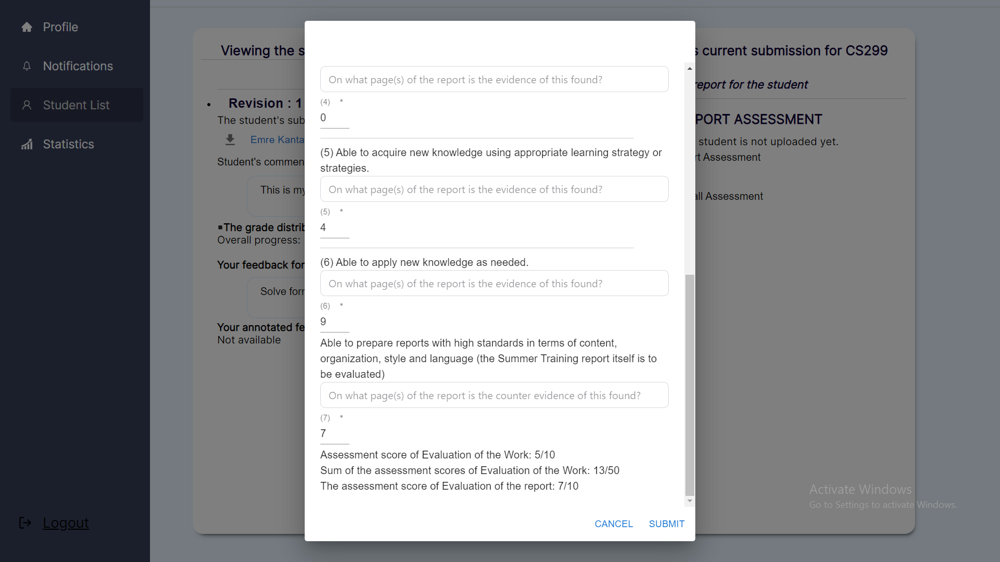 Profile
Notifications
Student List
Statistics
Logout
Viewing the s
Revision : 1
The student's sub
Emre Kanta
Student's commen
This is my
The grade distrib
Overall progress:
Your feedback for
Solve form
Your annotated fe
Not available
On what page(s) of the report is the evidence of this found?
(4) *
0
(5) Able to acquire new knowledge using appropriate learning strategy or
strategies.
On what page(s) of the report is the evidence of this found?
(5) *
4
(6) Able to apply new knowledge as needed.
On what page(s) of the report is the evidence of this found?
(6) *
9
Able to prepare reports with high standards in terms of content,
organization, style and language (the Summer Training report itself is to
be evaluated)
On what page(s) of the report is the counter evidence of this found?
(7) *
7
Assessment score of Evaluation of the Work: 5/10
Sum of the assessment scores of Evaluation of the Work: 13/50
The assessment score of Evaluation of the report: 7/10
CANCEL SUBMIT
s current submission for CS299
report for the student
PORT ASSESSMENT
student is not uploaded yet.
rt Assessment
all Assessment
Activate Windows
Go to Settings to activate Windows.